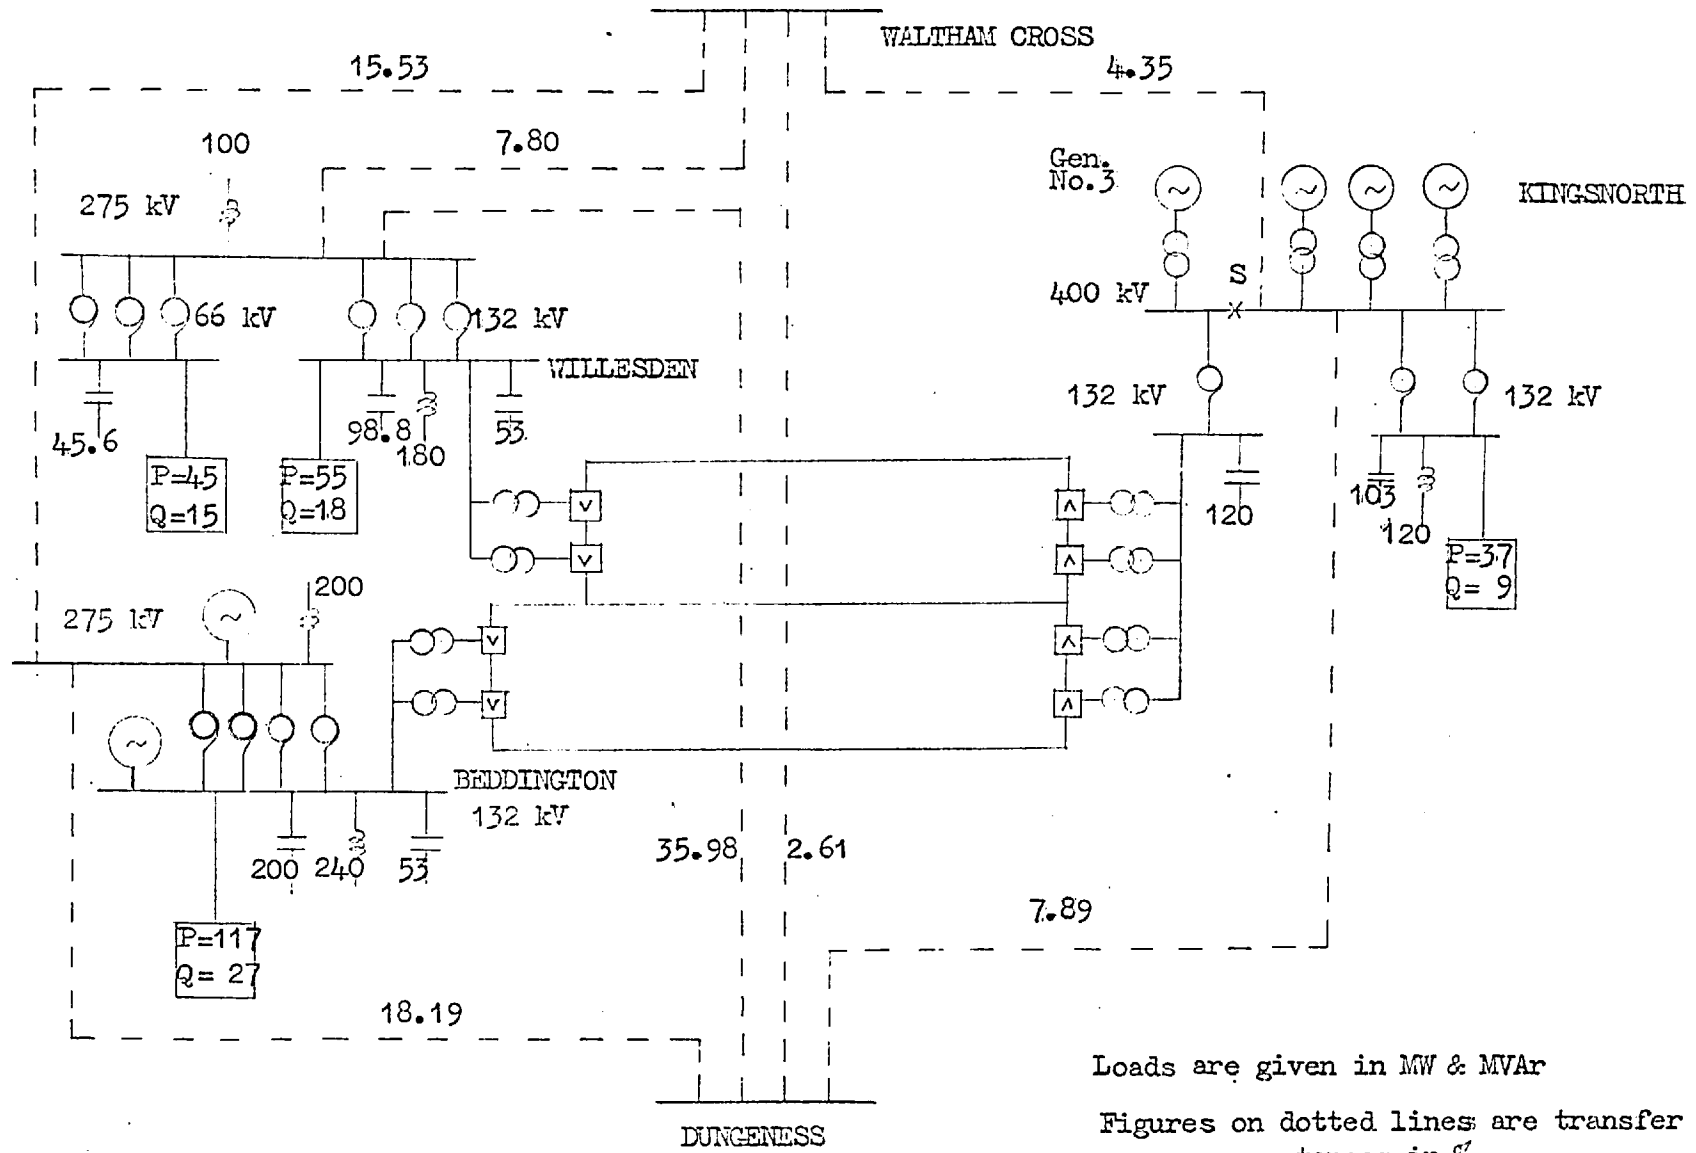 WALTHAM CROSS
15.53
4.35
100
7.80
Gen.
No.3
275 kV
KINGSNORTH
~
~
~
~
S
400 kV
66 kV
132 kV
WILLESDEN
132 kV
132 kV
45.6
98.8
180
53
P=45
Q=15
P=55
Q=18
120
103
120
P=37
Q= 9
200
275 kV
~
~
BEDDINGTON
132 kV
200
240
53
35.98
2.61
P=117
Q= 27
7.89
18.19
Loads are given in MW & MVAr
Figures on dotted lines are transfer
DUNGENESS